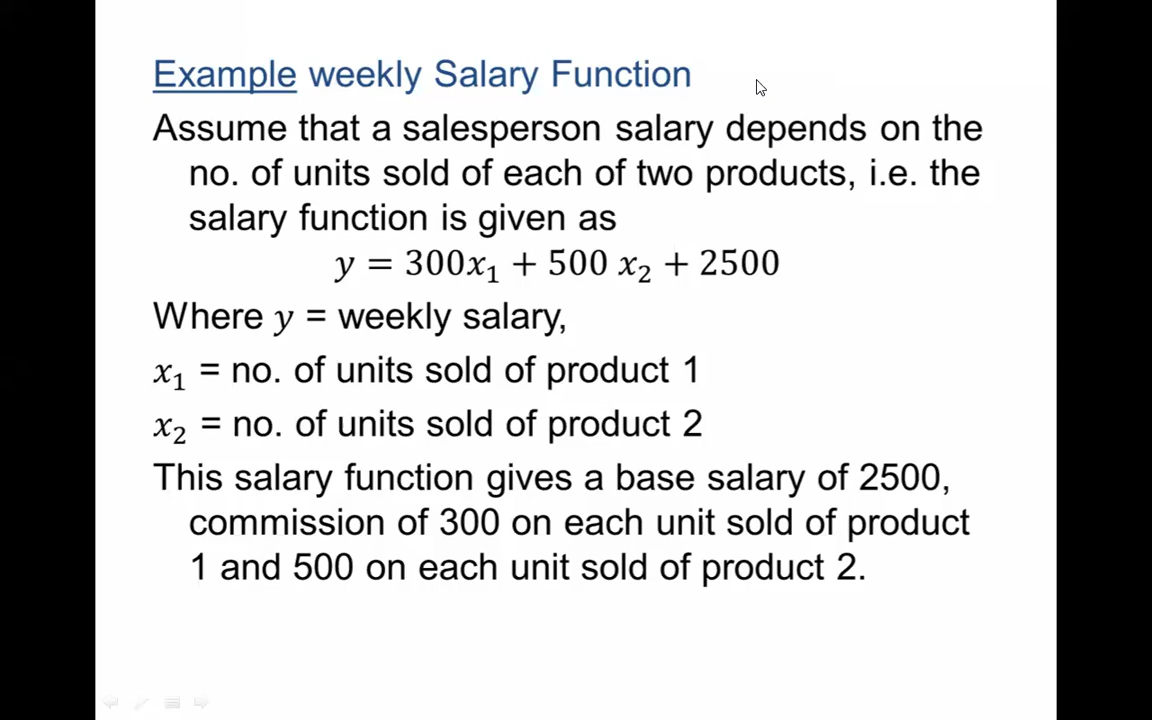 Example weekly Salary Function
Assume that a salesperson salary depends on the
no. of units sold of each of two products, i.e. the
salary function is given as
y = 300x₁ + 500 x₂ + 2500
Where y = weekly salary,
x₁ = no. of units sold of product 1
x₂ = no. of units sold of product 2
This salary function gives a base salary of 2500,
commission of 300 on each unit sold of product
1 and 500 on each unit sold of product 2.